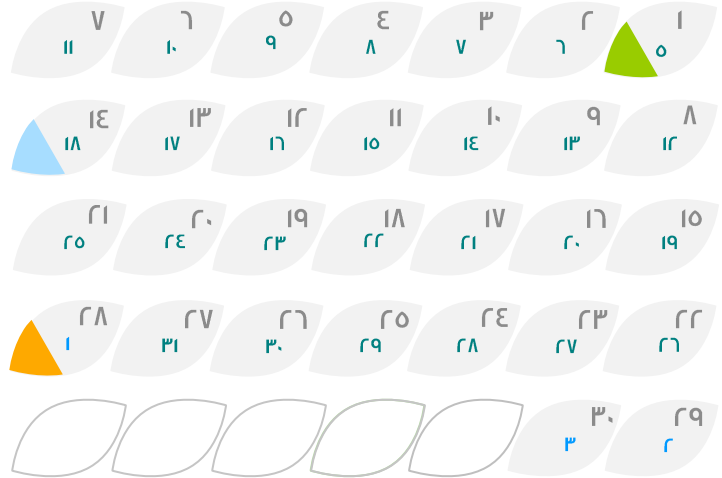 ١ ٢ ٣ ٤ ٥ ٦ ٧
٥ ٦ ٧ ٨ ٩ ١٠ ١١
٨ ٩ ١٠ ١١ ١٢ ١٣ ١٤
١٢ ١٣ ١٤ ١٥ ١٦ ١٧ ١٨
١٥ ١٦ ١٧ ١٨ ١٩ ٢٠ ٢١
١٩ ٢٠ ٢١ ٢٢ ٢٣ ٢٤ ٢٥
٢٢ ٢٣ ٢٤ ٢٥ ٢٦ ٢٧ ٢٨
٢٦ ٢٧ ٢٨ ٢٩ ٣٠ ٣١ ١
٢٩ ٣٠
٢ ٣